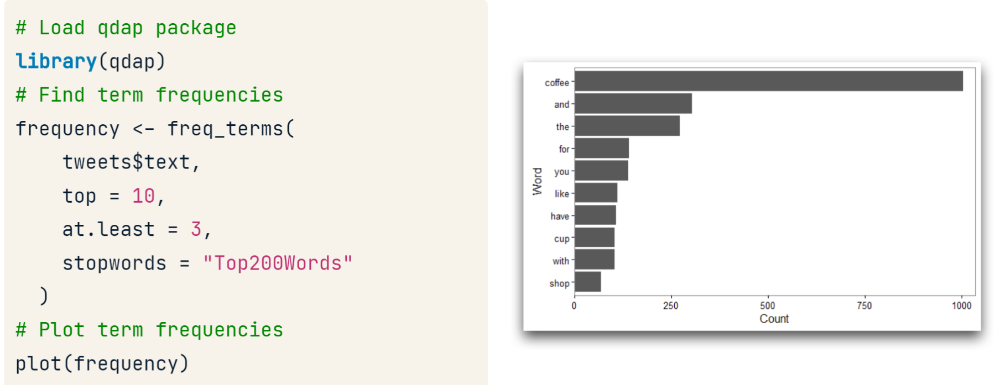 # Load qdap package
library(qdap)
# Find term frequencies
frequency <- freq_terms(
    tweets$text,
    top = 10,
    at.least = 3,
    stopwords = "Top200Words"
  )
# Plot term frequencies
plot(frequency)
Word
coffee
and
the
for
you
like
have
cup
with
shop
0 250 500 750 1000
Count